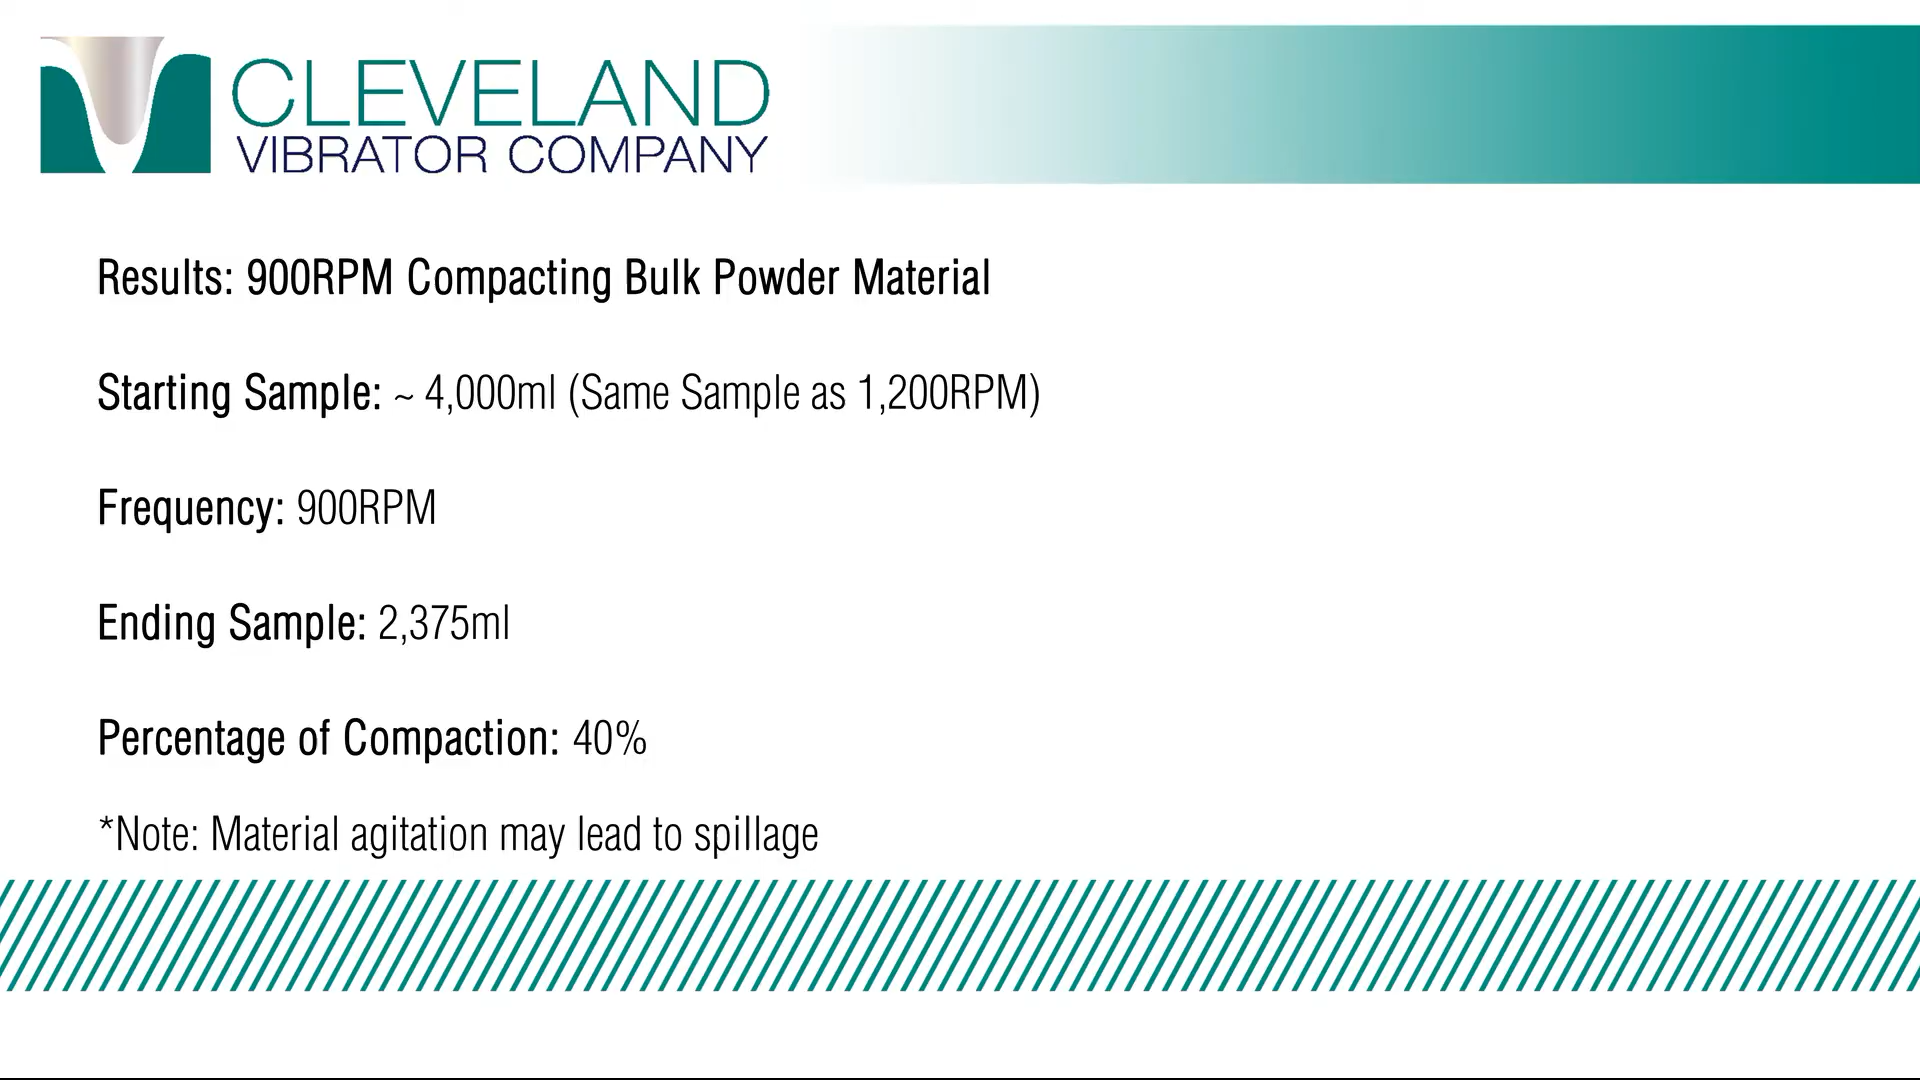 CLEVELAND
VIBRATOR COMPANY
Results: 900RPM Compacting Bulk Powder Material
Starting Sample: ~ 4,000ml (Same Sample as 1,200RPM)
Frequency: 900RPM
Ending Sample: 2,375ml
Percentage of Compaction: 40%
*Note: Material agitation may lead to spillage